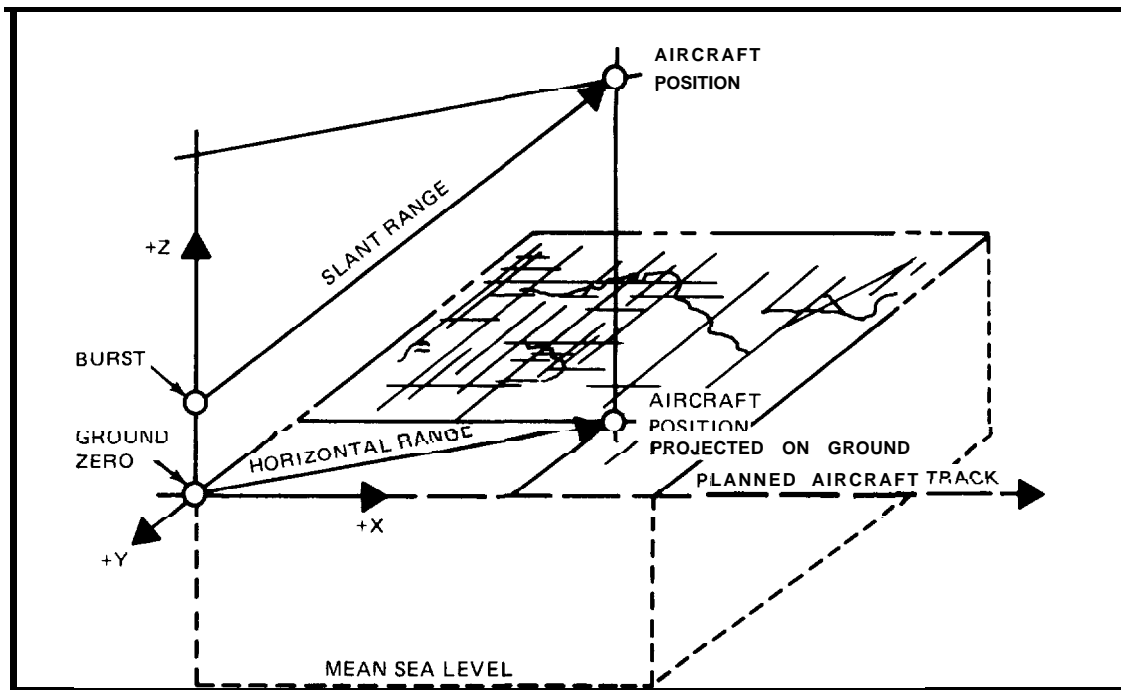 AIRCRAFT
POSITION
SLANT RANGE
+Z
BURST
GROUND
ZERO
AIRCRAFT
POSITION
PROJECTED ON GROUND
HORIZONTAL RANGE
PLANNED AIRCRAFT TRACK
+X
+Y
MEAN SEA LEVEL